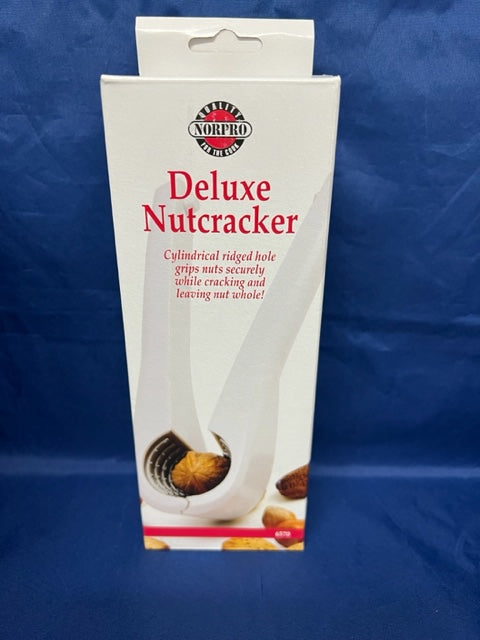 QUALITY
NORPRO
FOR THE COOK
Deluxe
Nutcracker
Cylindrical ridged hole
grips nuts securely
while cracking and
leaving nut whole!
6570